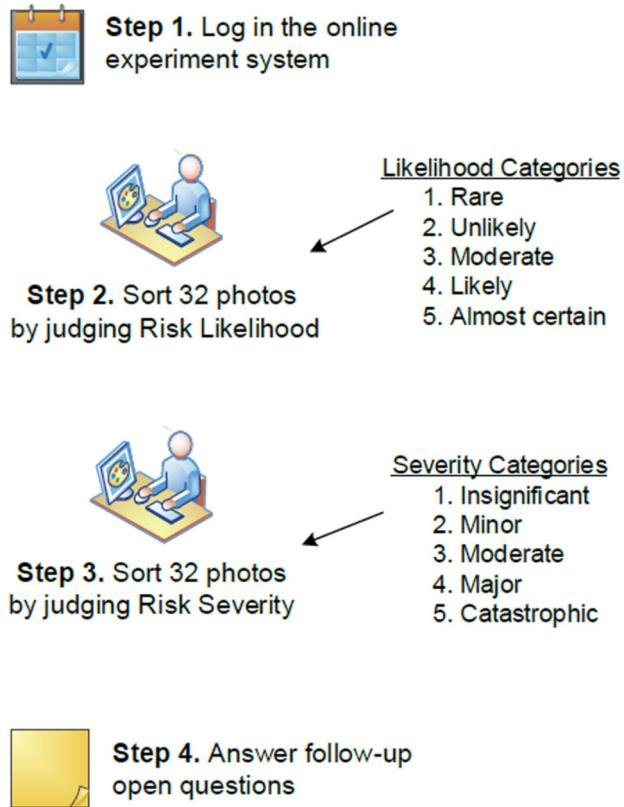 Step 1. Log in the online
experiment system
Likelihood Categories
1. Rare
2. Unlikely
3. Moderate
4. Likely
5. Almost certain
Step 2. Sort 32 photos
by judging Risk Likelihood
Severity Categories
1. Insignificant
2. Minor
3. Moderate
4. Major
5. Catastrophic
Step 3. Sort 32 photos
by judging Risk Severity
Step 4. Answer follow-up
open questions